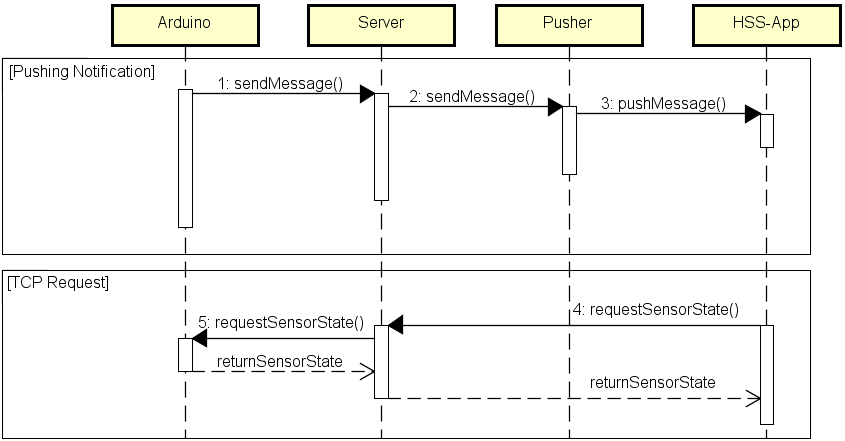 Arduino
Server
Pusher
HSS-App
[Pushing Notification]
1: sendMessage()
2: sendMessage()
3: pushMessage()
[TCP Request]
4: requestSensorState()
5: requestSensorState()
returnSensorState
returnSensorState